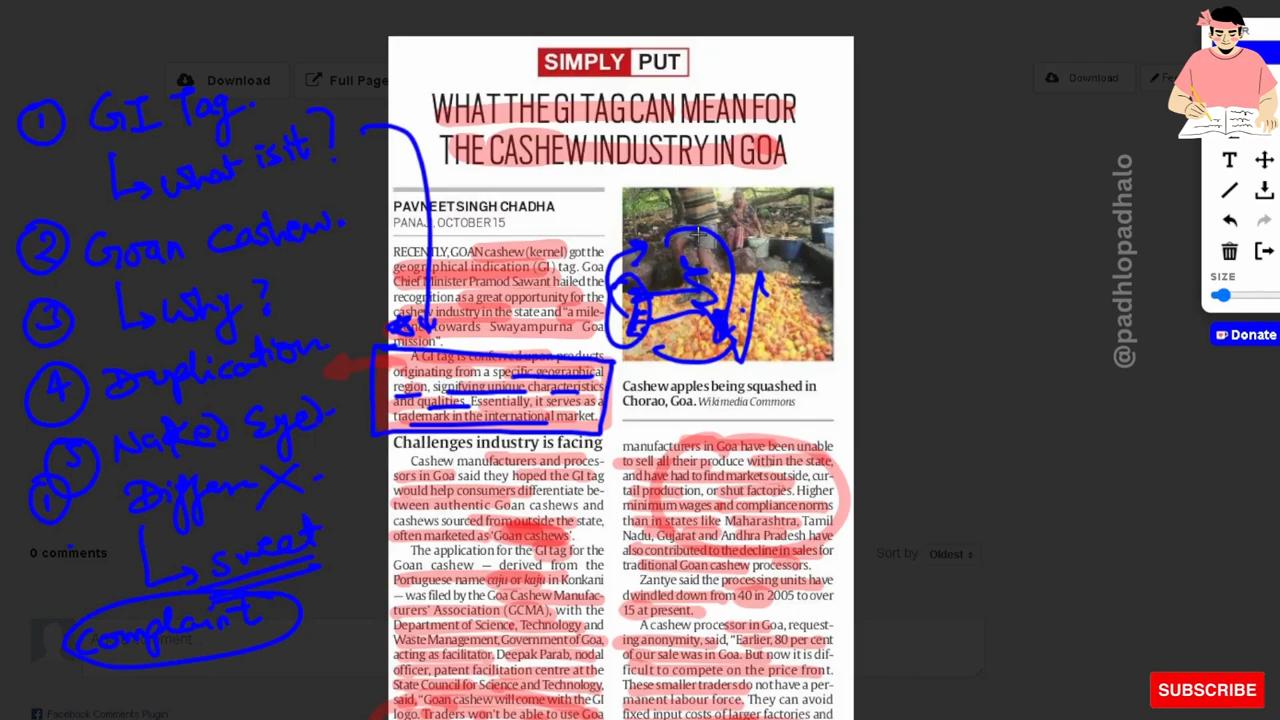 SIMPLY PUT
WHAT THE GI TAG CAN MEAN FOR
THE CASHEW INDUSTRY IN GOA
PAVNEET SINGH CHADHA
PANAJI, OCTOBER 15
RECENTLY, GOAN cashew (kernel) got the
geographical indication (GI) tag. Goa
Chief Minister Pramod Sawant hailed the
recognition as a great opportunity for the
cashew industry in the state and "a mile-
towards Swayampurna Goa
mission".
A GI tag is conferred upon products
originating from a specific geographical
region, signifying unique characteristics
and qualities. Essentially, it serves as a
trademark in the international market.
Challenges industry is facing
Cashew manufacturers and proces-
sors in Goa said they hoped the GI tag
would help consumers differentiate be-
tween authentic Goan cashews and
cashews sourced from outside the state,
often marketed as 'Goan cashews'.
The application for the GI tag for the
Goan cashew — derived from the
Portuguese name caju or kaju in Konkani
— was filed by the Goa Cashew Manufac-
turers' Association (GCMA), with the
Department of Science, Technology and
Waste Management, Government of Goa,
acting as facilitator. Deepak Parab, nodal
officer, patent facilitation centre at the
State Council for Science and Technology,
said, "Goan cashew will come with the GI
logo. Traders won't be able to use Goa
Cashew apples being squashed in
Chorao, Goa. Wikimedia Commons
manufacturers in Goa have been unable
to sell all their produce within the state,
and have had to find markets outside, cur-
tail production, or shut factories. Higher
minimum wages and compliance norms
than in states like Maharashtra, Tamil
Nadu, Gujarat and Andhra Pradesh have
also contributed to the decline in sales for
traditional Goan cashew processors.
Zantye said the processing units have
dwindled down from 40 in 2005 to over
15 at present.
A cashew processor in Goa, request-
ing anonymity, said, "Earlier, 80 per cent
of our sale was in Goa. But now it is dif-
ficult to compete on the price front.
These smaller traders do not have a per-
manent labour force. They can avoid
fixed input costs of larger factories and
1 GI Tag.
what is it?
2 Goan Cashew.
3 Why?
4 Duplication
5 Naked Eye.
Differen X.
sweat
complaint
Download
Full Page
Download
0 comments
Sort by Oldest
comment
Facebook Comments Plugin
@padhlopadhalo
T
SIZE
Donate
SUBSCRIBE